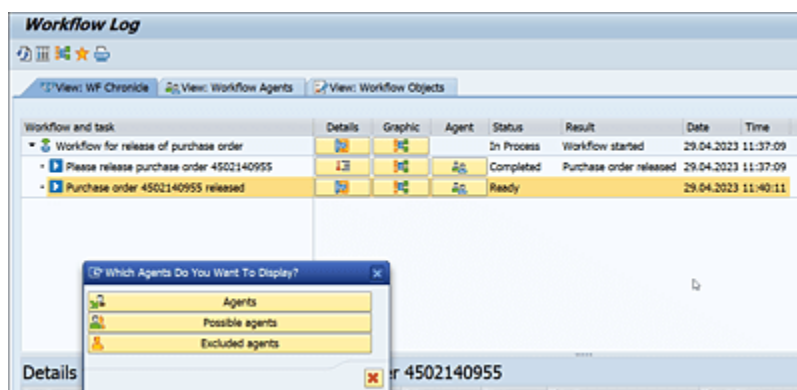 Workflow Log
View: WF Chronicle View: Workflow Agents View: Workflow Objects
Workflow and task Details Graphic Agent Status Result Date Time
Workflow for release of purchase order In Process Workflow started 29.04.2023 11:37:09
Please release purchase order 4502140955 Completed Purchase order released 29.04.2023 11:37:09
Purchase order 4502140955 released Ready 29.04.2023 11:40:11
Which Agents Do You Want To Display?
Agents
Possible agents
Excluded agents
Details er 4502140955